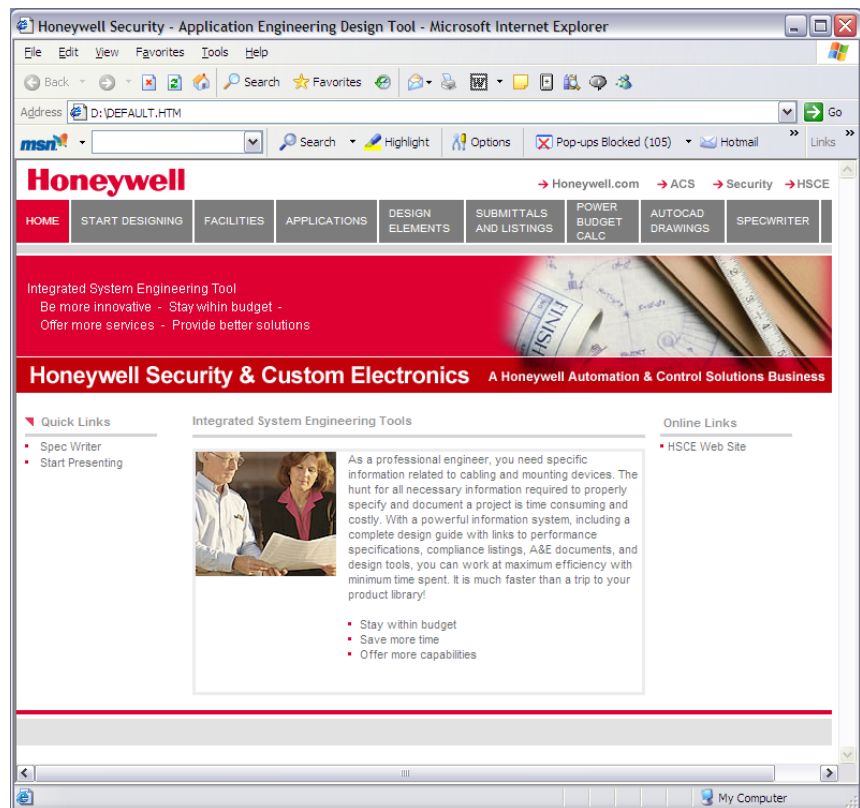 Honeywell Security - Application Engineering Design Tool - Microsoft Internet Explorer
File Edit View Favorites Tools Help
Back Search Favorites
Address D:\DEFAULT.HTM Go
msn Search Highlight Options Pop-ups Blocked (105) Hotmail » Links »
Honeywell
Honeywell.com ACS Security HSCE
HOME START DESIGNING FACILITIES APPLICATIONS DESIGN ELEMENTS SUBMITTALS AND LISTINGS POWER BUDGET CALC AUTOCAD DRAWINGS SPECWRITER
Integrated System Engineering Tool
Be more innovative - Stay wihin budget -
Offer more services - Provide better solutions
FINISH
Honeywell Security & Custom Electronics A Honeywell Automation & Control Solutions Business
Quick Links
Spec Writer
Start Presenting
Integrated System Engineering Tools
As a professional engineer, you need specific
information related to cabling and mounting devices. The
hunt for all necessary information required to properly
specify and document a project is time consuming and
costly. With a powerful information system, including a
complete design guide with links to performance
specifications, compliance listings, A&E documents, and
design tools, you can work at maximum efficiency with
minimum time spent. It is much faster than a trip to your
product library!
Stay within budget
Save more time
Offer more capabilities
Online Links
HSCE Web Site
My Computer